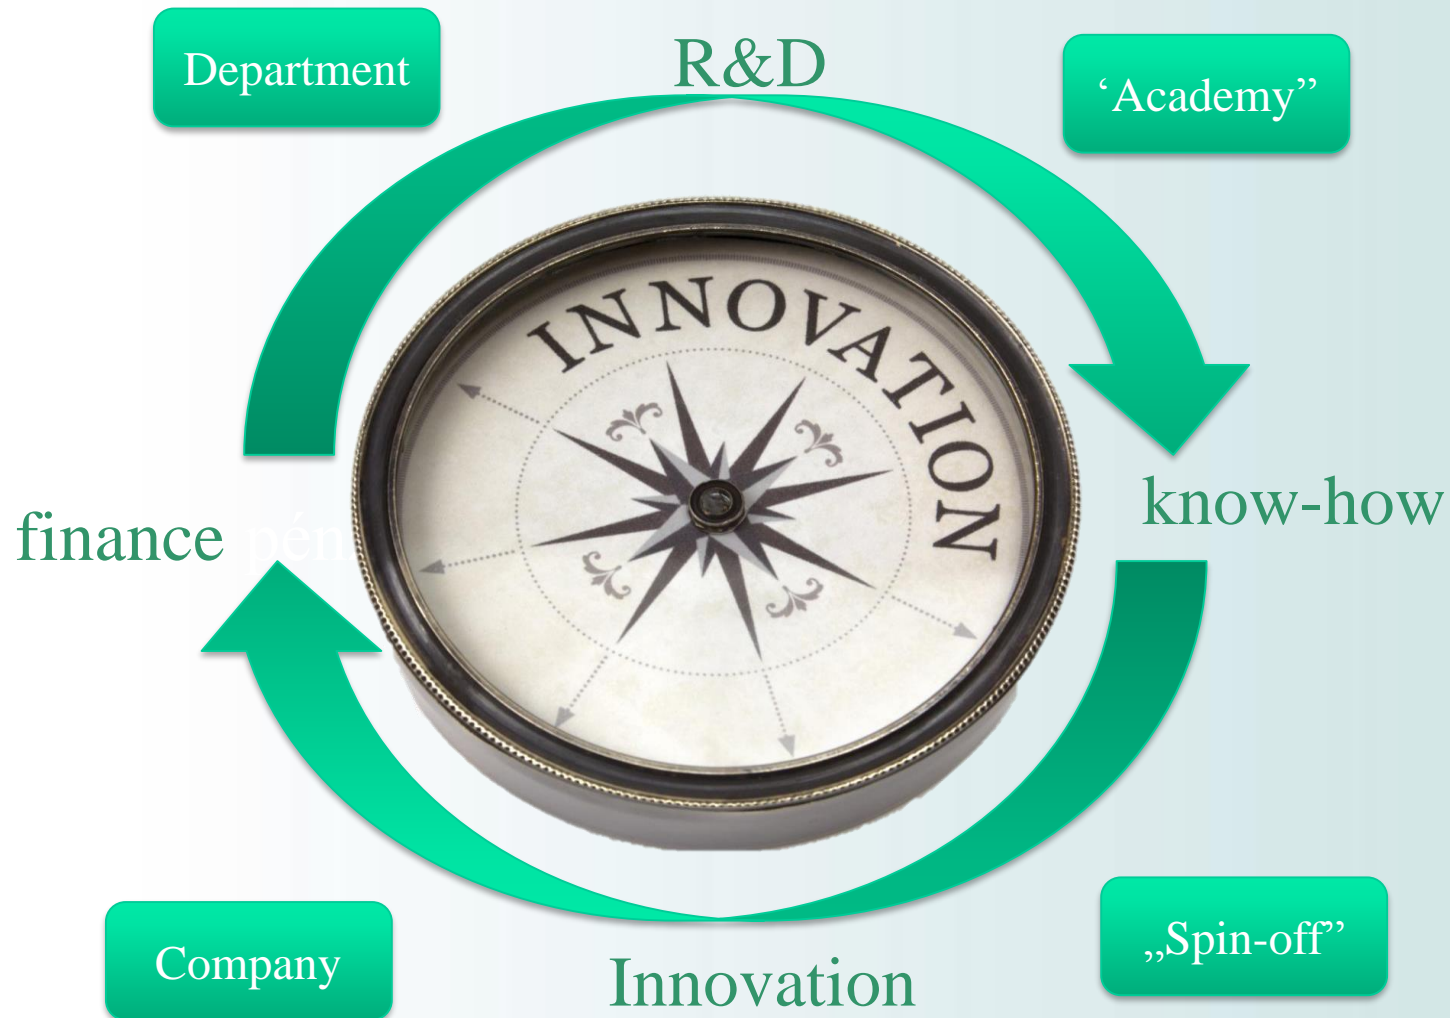 Department
R&D
‘Academy”
INNOVATION
finance
know-how
Company
Innovation
„Spin-off”